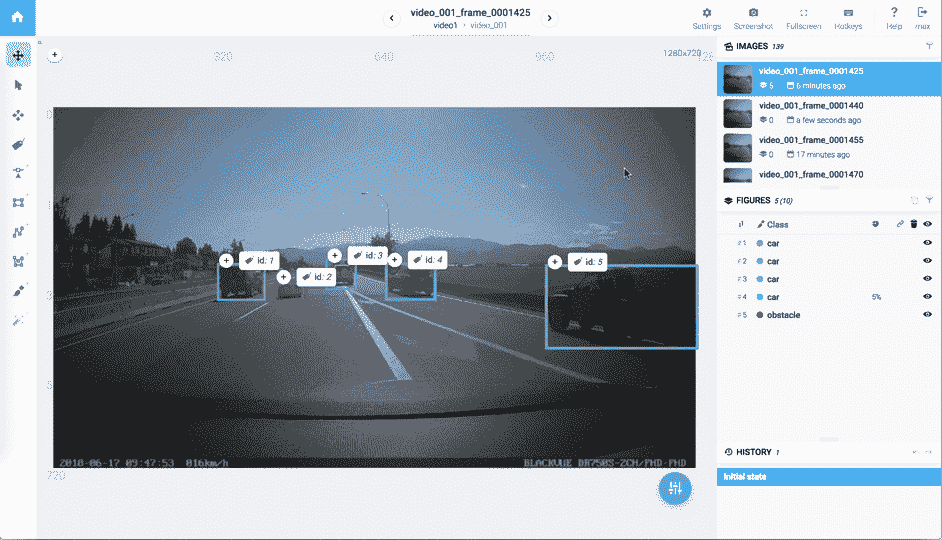 video_001_frame_0001425
video1 › video_001
Settings
Screenshot
Fullscreen
Hotkeys
Help
max
320
640
960
1280x720
IMAGES 139
video_001_frame_0001425
5 6 minutes ago
video_001_frame_0001440
0 a few seconds ago
video_001_frame_0001455
0 17 minutes ago
video_001_frame_0001470
FIGURES 5 (10)
Class
#1 car
#2 car
#3 car
#4 car 5%
#5 obstacle
id: 1
id: 2
id: 3
id: 4
id: 5
2018-06-17 09:47:53 016km/h
BLACKVUE DR750S-2CH/FHD-FHD
720
HISTORY 1
Initial state